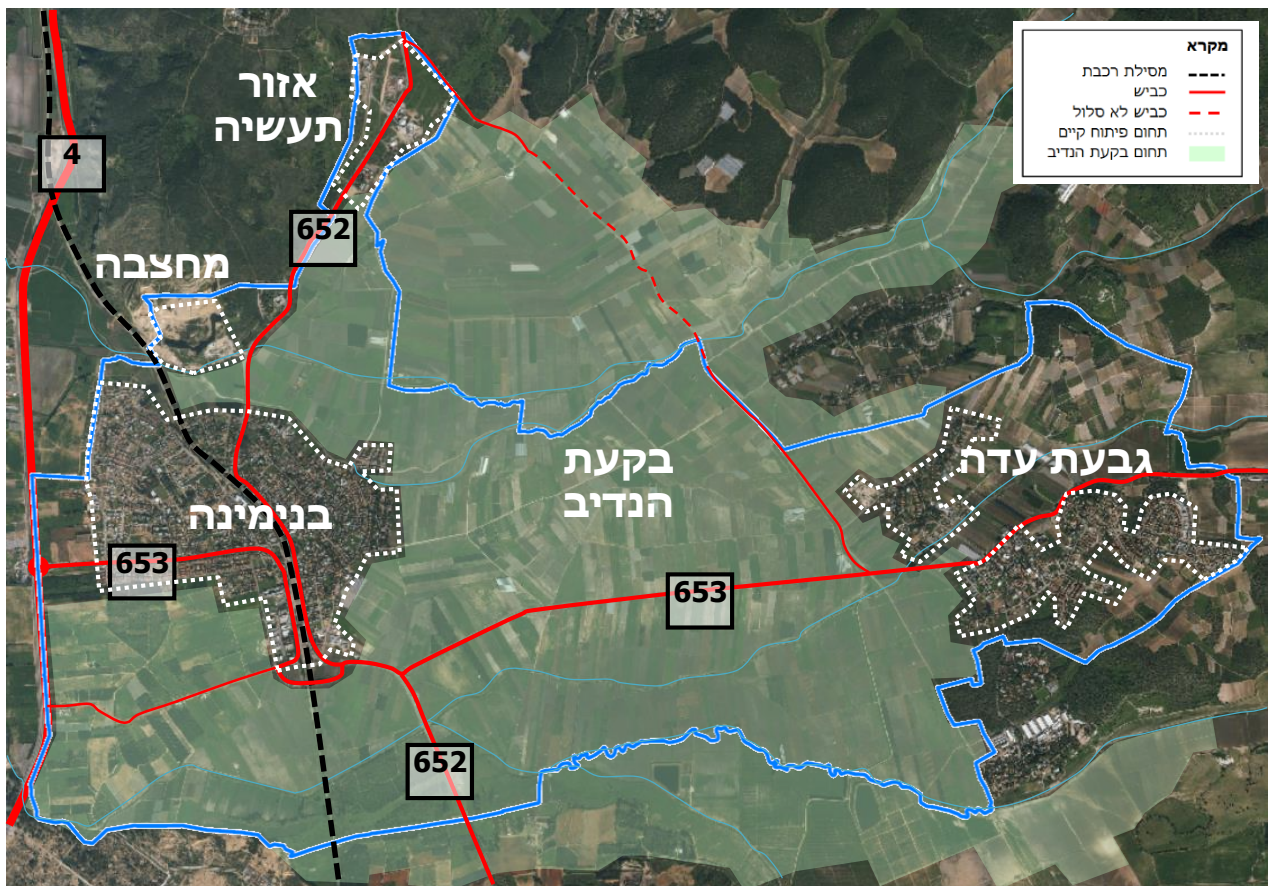 מקרא
מסילת רכבת
כביש
כביש לא סלול
תחום פיתוח קיים
תחום בקעת הנדיב
אזור
תעשיה
4
652
מחצבה
בקעת
הנדיב
גבעת עדה
בנימינה
653
653
652